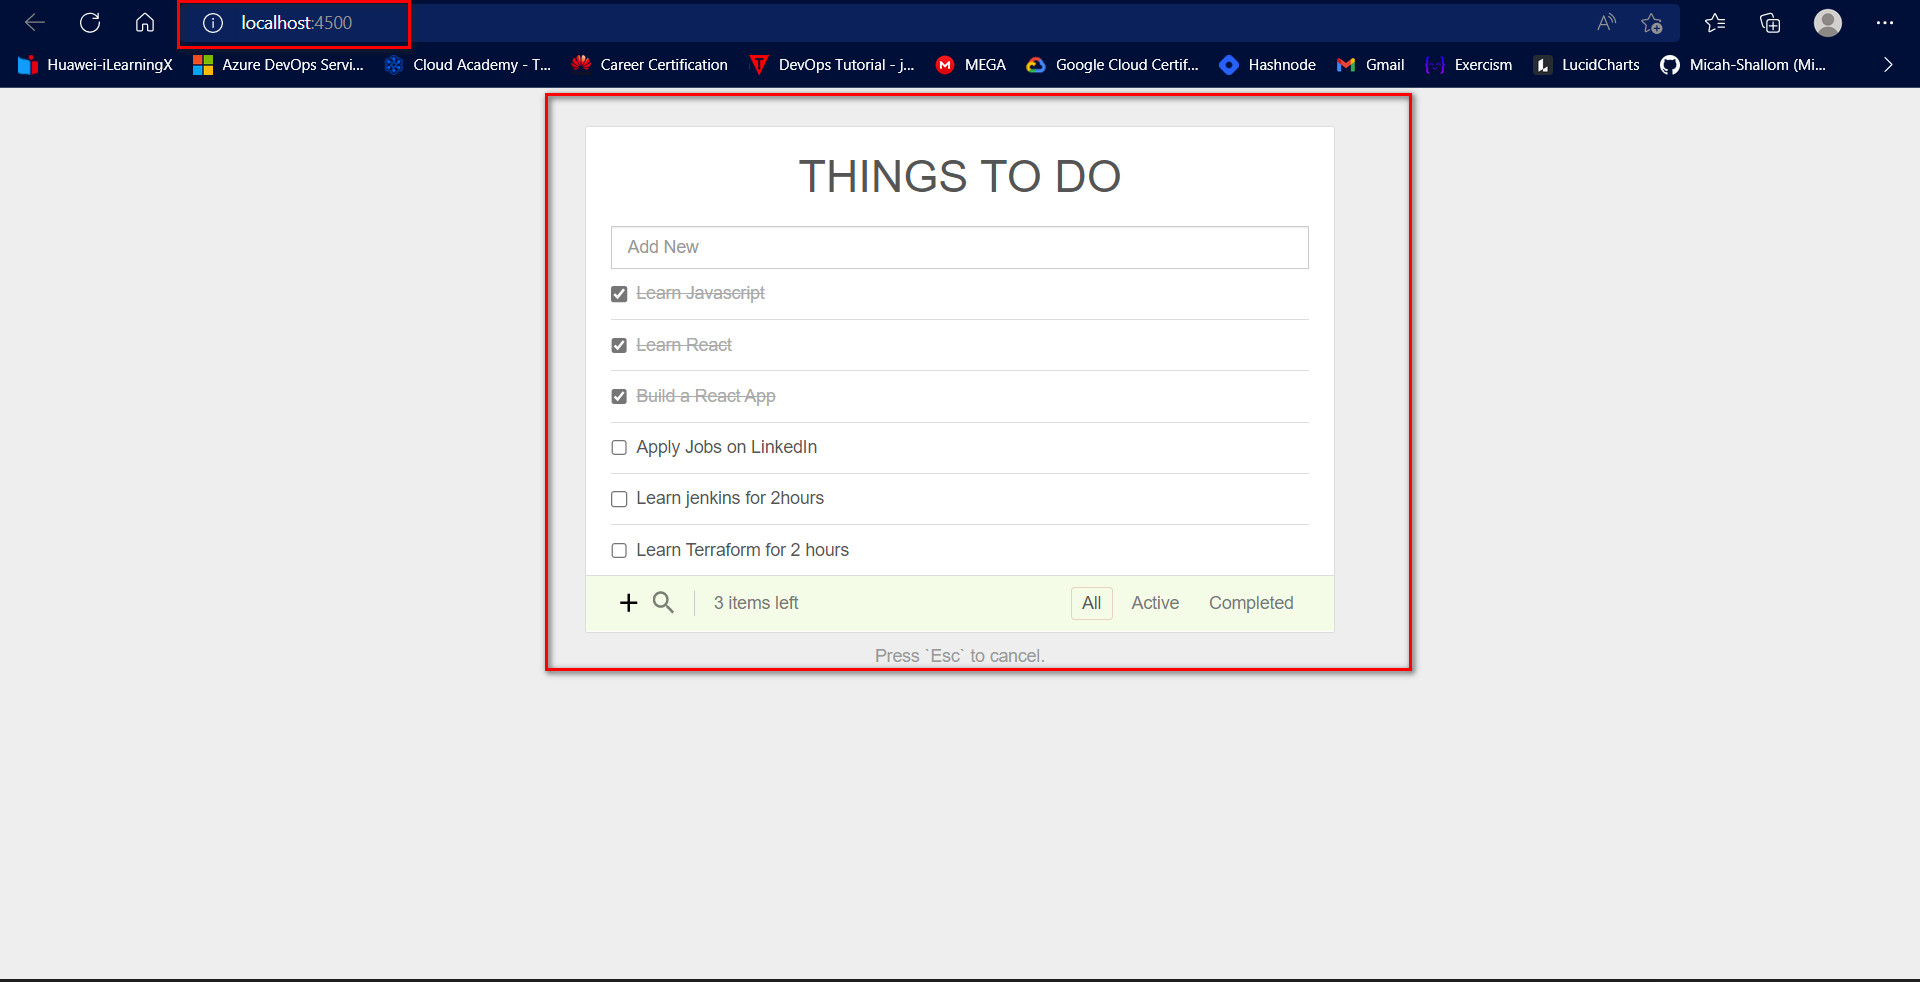 localhost:4500
Huawei-iLearningX Azure DevOps Servi... Cloud Academy - T... Career Certification DevOps Tutorial - j... MEGA Google Cloud Certif... Hashnode Gmail Exercism LucidCharts Micah-Shallom (Mi...
THINGS TO DO
Add New
Learn Javascript
Learn React
Build a React App
Apply Jobs on LinkedIn
Learn jenkins for 2hours
Learn Terraform for 2 hours
3 items left All Active Completed
Press `Esc` to cancel.